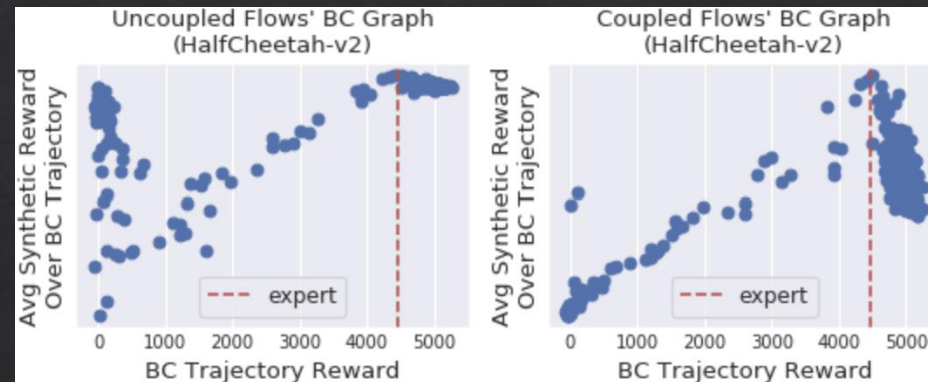 Uncoupled Flows' BC Graph
(HalfCheetah-v2)
Avg Synthetic Reward
Over BC Trajectory
expert
0 1000 2000 3000 4000 5000
BC Trajectory Reward
Coupled Flows' BC Graph
(HalfCheetah-v2)
Avg Synthetic Reward
Over BC Trajectory
expert
0 1000 2000 3000 4000 5000
BC Trajectory Reward